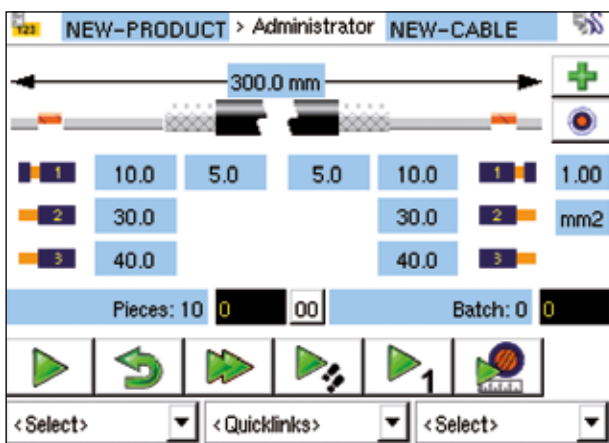 123 NEW-PRODUCT > Administrator NEW-CABLE
300.0 mm
1 10.0 5.0 5.0 10.0 1 1.00
2 30.0 30.0 2 mm2
3 40.0 40.0 3
Pieces: 10 0 00 Batch: 0 0
1
<Select> <Quicklinks> <Select>